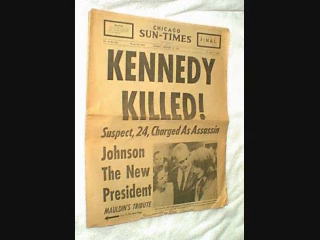 CHICAGO
SUN-TIMES
FINAL
KENNEDY
KILLED!
Suspect, 24, Charged As Assassin
Johnson
The New
President
MAULDIN'S TRIBUTE